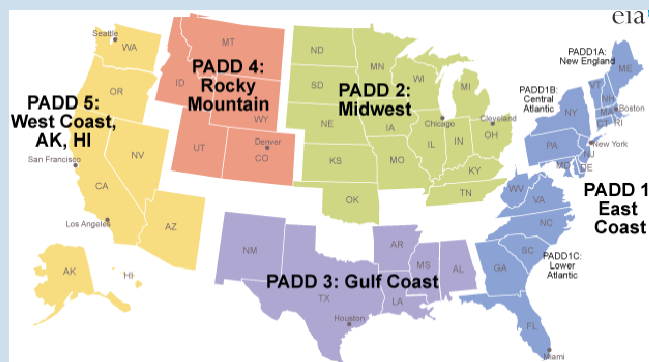 eia
Seattle
WA
OR
PADD 5:
West Coast,
AK, HI
San Francisco
NV
CA
Los Angeles
AZ
AK
HI
PADD 4:
Rocky
Mountain
MT
ID
WY
UT
Denver
CO
PADD 2:
Midwest
ND
SD
NE
KS
OK
MN
WI
MI
IA
Chicago
IL
IN
Cleveland
OH
MO
KY
TN
PADD 3: Gulf Coast
NM
TX
Houston
AR
LA
MS
AL
PADD 1
East
Coast
PADD1A:
New England
ME
VT
NH
MA
Boston
CT
RI
PADD1B:
Central
Atlantic
NY
New York
PA
NJ
MD
DE
PADD1C:
Lower
Atlantic
WV
VA
NC
SC
GA
FL
Miami